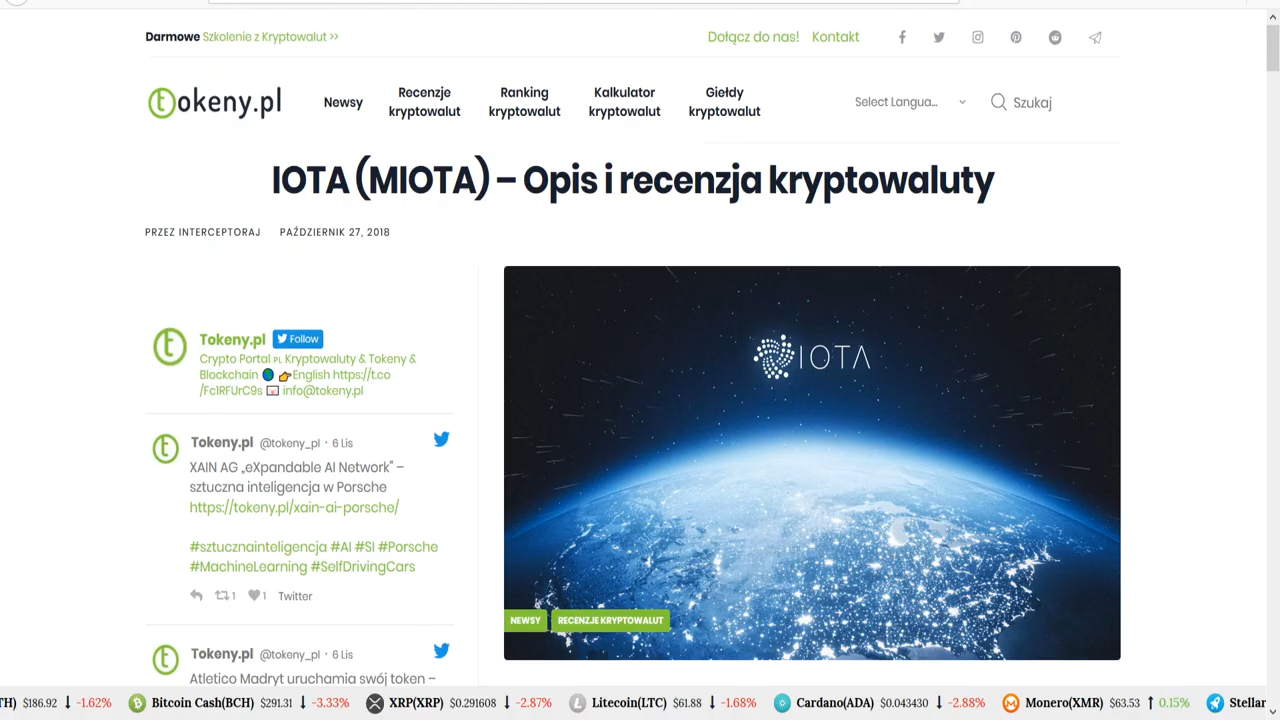 Darmowe Szkolenie z Kryptowalut >>
Dołącz do nas! Kontakt
tokeny.pl
Newsy
Recenzje
kryptowalut
Ranking
kryptowalut
Kalkulator
kryptowalut
Giełdy
kryptowalut
Select Langua...
Szukaj
IOTA (MIOTA) – Opis i recenzja kryptowaluty
PRZEZ INTERCEPTORAJ PAŹDZIERNIK 27, 2018
Tokeny.pl Follow
Crypto Portal PL Kryptowaluty & Tokeny &
Blockchain 🌍 👉English https://t.co
/Fc1RFUrC9s 💌 info@tokeny.pl
Tokeny.pl @tokeny_pl · 6 Lis
XAIN AG „eXpandable AI Network” –
sztuczna inteligencja w Porsche
https://tokeny.pl/xain-ai-porsche/
#sztucznainteligencja #AI #SI #Porsche
#MachineLearning #SelfDrivingCars
1 1 Twitter
Tokeny.pl @tokeny_pl · 6 Lis
Atletico Madryt uruchamia swój token –
IOTA
NEWSY RECENZJE KRYPTOWALUT
TH) $186.92 ↓ -1.62% Bitcoin Cash(BCH) $291.31 ↓ -3.33% XRP(XRP) $0.291608 ↓ -2.87% Litecoin(LTC) $61.88 ↓ -1.68% Cardano(ADA) $0.043430 ↓ -2.88% Monero(XMR) $63.53 ↑ 0.15% Stellar